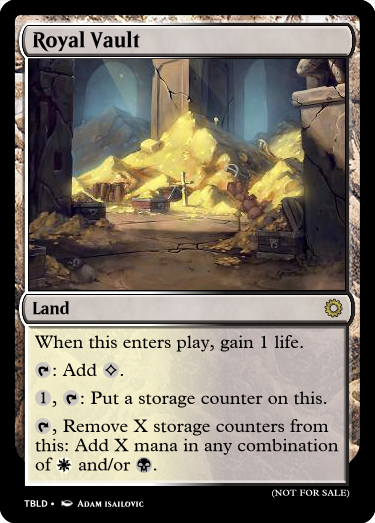 Royal Vault
Land
When this enters play, gain 1 life.
: Add .
1, : Put a storage counter on this.
, Remove X storage counters from
this: Add X mana in any combination
of and/or .
(NOT FOR SALE)
TBLD • Adam isailovic